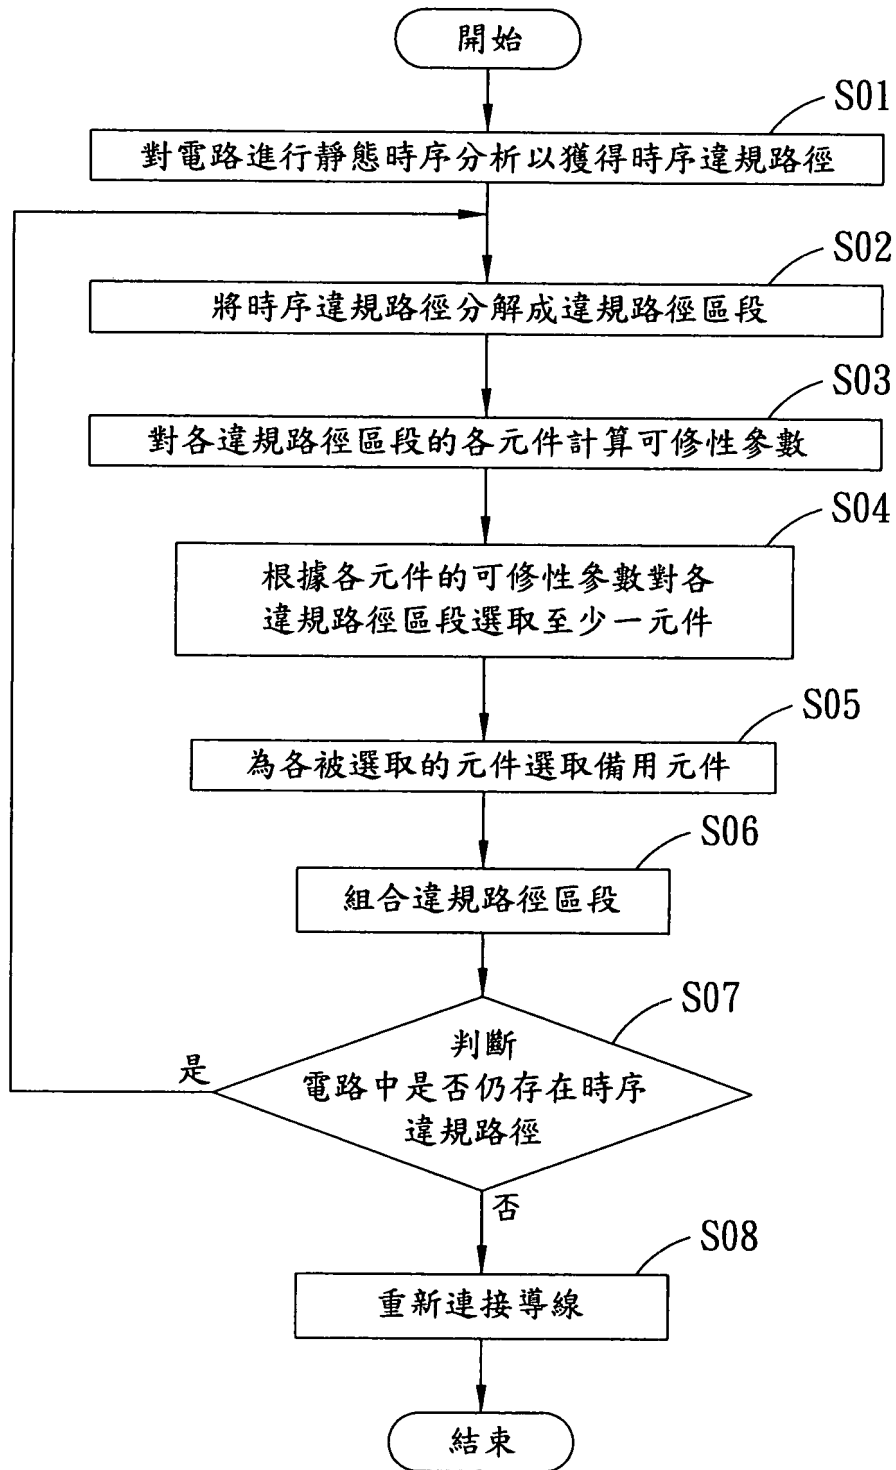 開始
S01
對電路進行靜態時序分析以獲得時序違規路徑
S02
將時序違規路徑分解成違規路徑區段
S03
對各違規路徑區段的各元件計算可修性參數
S04
根據各元件的可修性參數對各
違規路徑區段選取至少一元件
S05
為各被選取的元件選取備用元件
S06
組合違規路徑區段
S07
判斷
電路中是否仍存在時序
違規路徑
是
否
S08
重新連接導線
結束